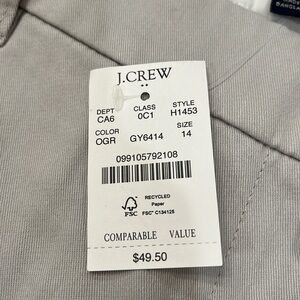 BANGLA
J.CREW
DEPT CLASS STYLE
CA6 0C1 H1453
COLOR SIZE
OGR GY6414 14
099105792108
RECYCLED
Paper
FSC FSC® C134125
COMPARABLE VALUE
$49.50